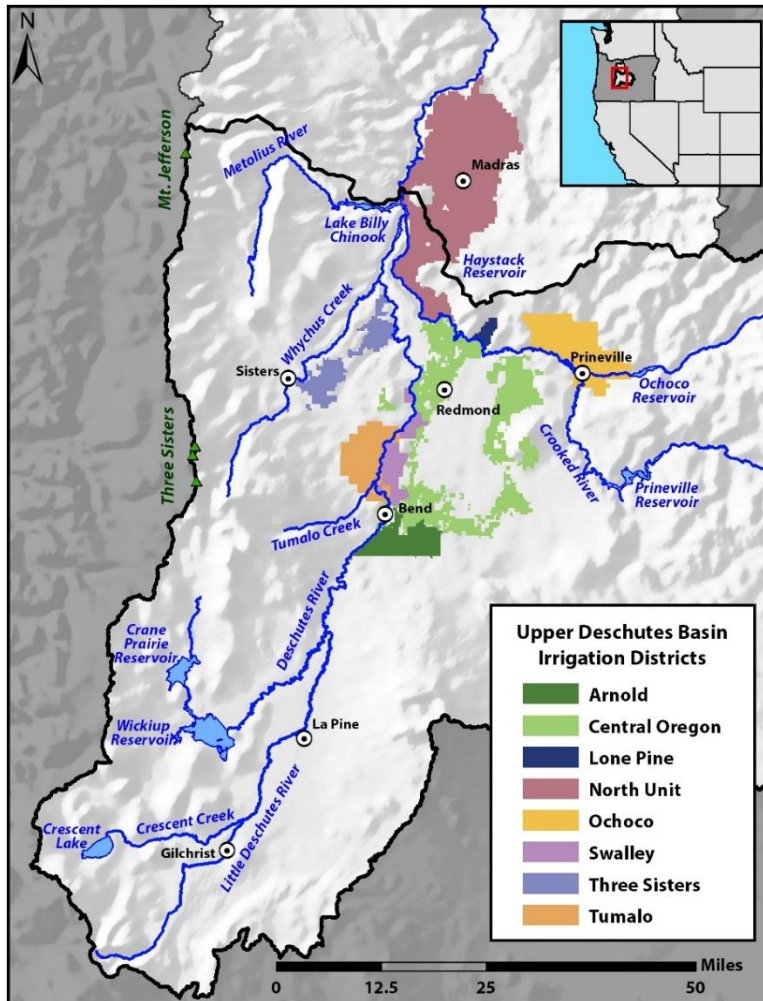 N
Mt. Jefferson
Metolius River
Madras
Lake Billy
Chinook
Haystack
Reservoir
Whychus Creek
Sisters
Prineville
Ochoco
Reservoir
Redmond
Three Sisters
Crooked River
Prineville
Reservoir
Bend
Tumalo Creek
Deschutes River
Crane
Prairie
Reservoir
Wickiup
Reservoir
La Pine
Little Deschutes River
Crescent Creek
Crescent
Lake
Gilchrist
Upper Deschutes Basin
Irrigation Districts
Arnold
Central Oregon
Lone Pine
North Unit
Ochoco
Swalley
Three Sisters
Tumalo
Miles
0 12.5 25 50